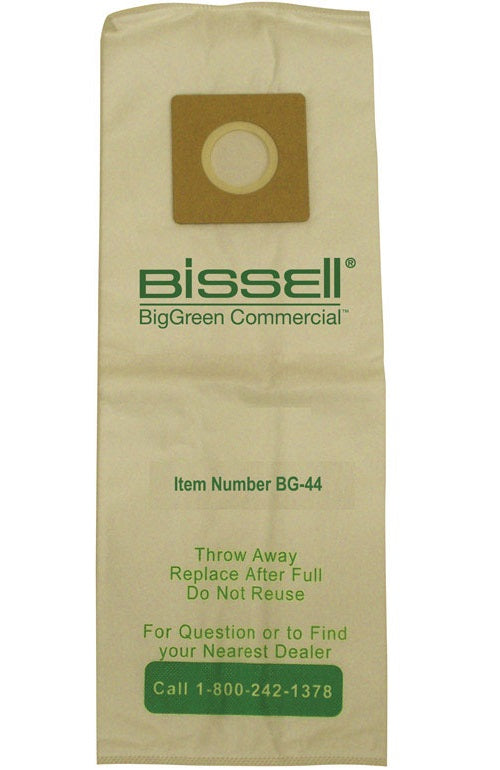 BISSELL®
BigGreen Commercial™
Item Number BG-44
Throw Away
Replace After Full
Do Not Reuse
For Question or to Find
your Nearest Dealer
Call 1-800-242-1378